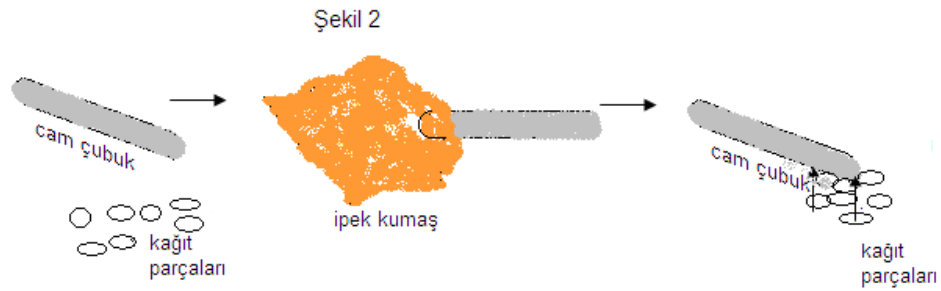 Şekil 2
cam çubuk
kağıt
parçaları
ipek kumaş
cam çubuk
kağıt
parçaları